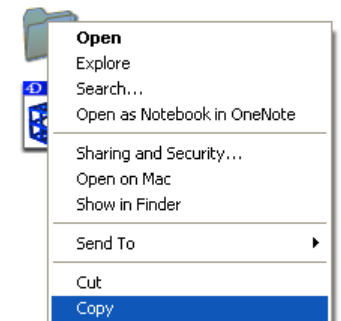 Open
Explore
Search...
4D
Open as Notebook in OneNote
Sharing and Security...
Open on Mac
Show in Finder
Send To
Cut
Copy